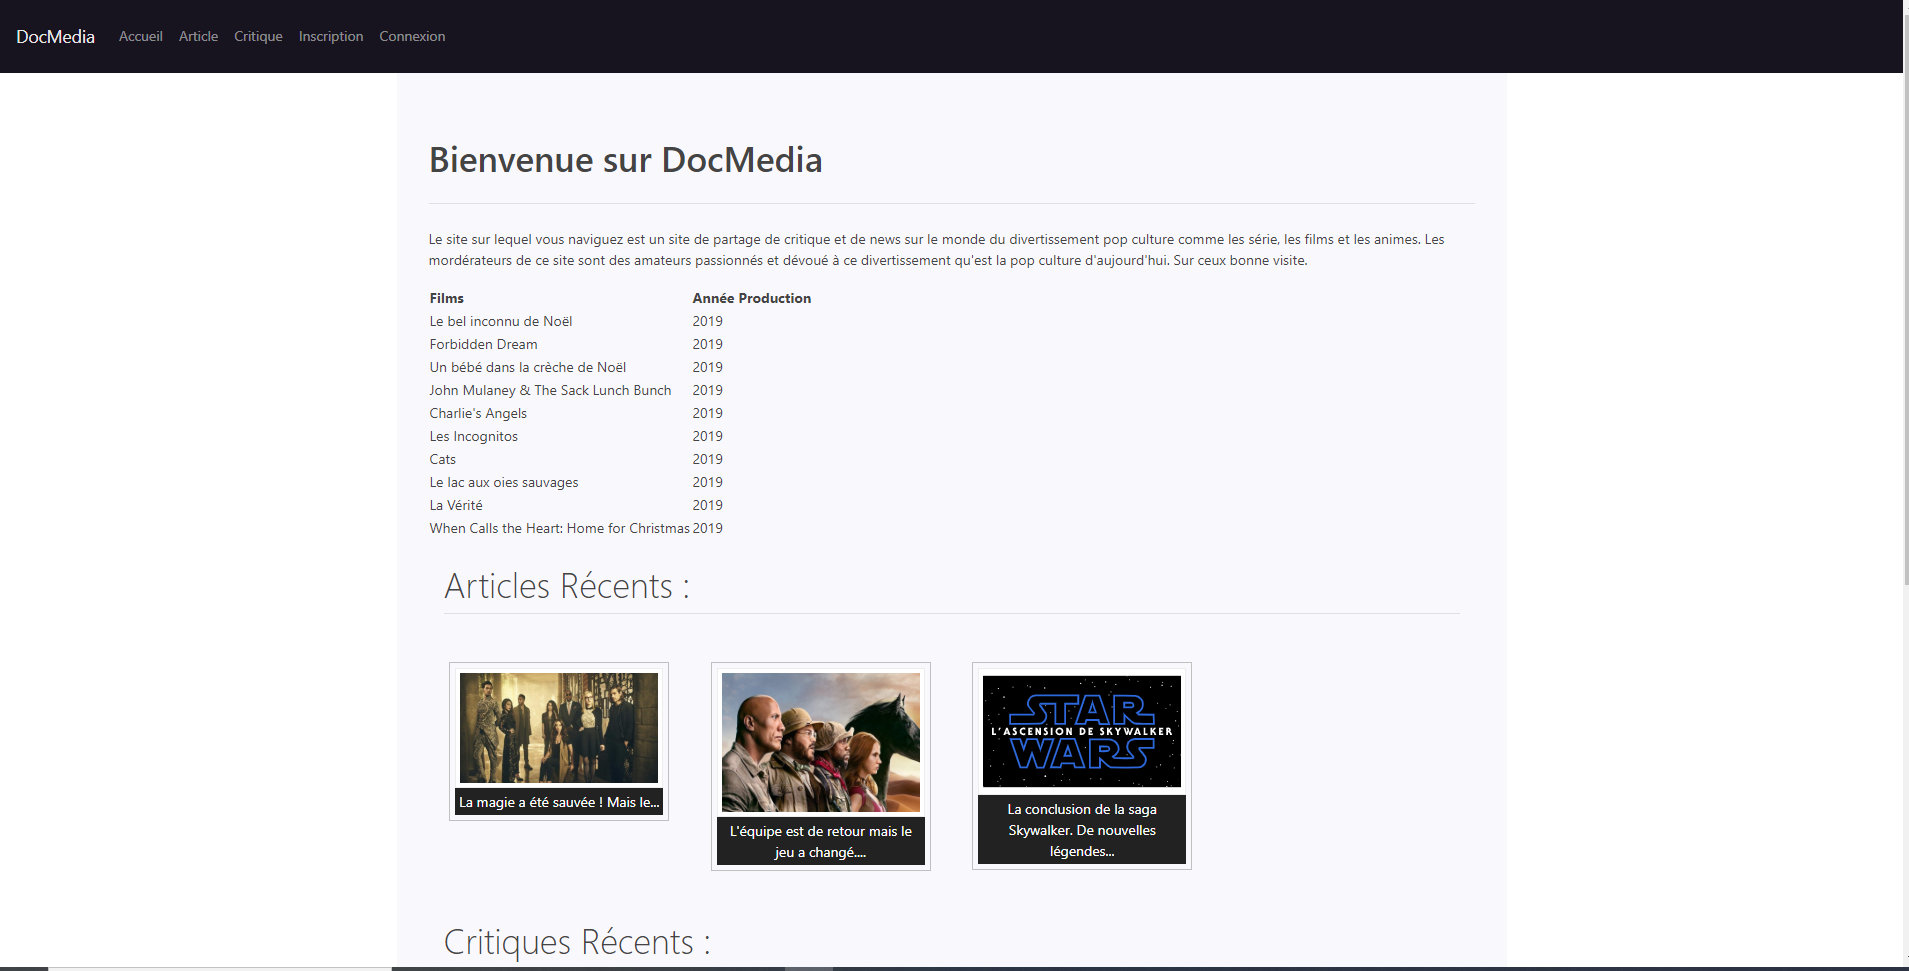 DocMedia Accueil Article Critique Inscription Connexion
Bienvenue sur DocMedia
Le site sur lequel vous naviguez est un site de partage de critique et de news sur le monde du divertissement pop culture comme les série, les films et les animes. Les
mordérateurs de ce site sont des amateurs passionnés et dévoué à ce divertissement qu'est la pop culture d'aujourd'hui. Sur ceux bonne visite.
Films Année Production
Le bel inconnu de Noël 2019
Forbidden Dream 2019
Un bébé dans la crèche de Noël 2019
John Mulaney & The Sack Lunch Bunch 2019
Charlie's Angels 2019
Les Incognitos 2019
Cats 2019
Le lac aux oies sauvages 2019
La Vérité 2019
When Calls the Heart: Home for Christmas 2019
Articles Récents :
La magie a été sauvée ! Mais le...
L'équipe est de retour mais le
jeu a changé....
STAR
L'ASCENSION DE SKYWALKER
WARS
La conclusion de la saga
Skywalker. De nouvelles
légendes...
Critiques Récents :